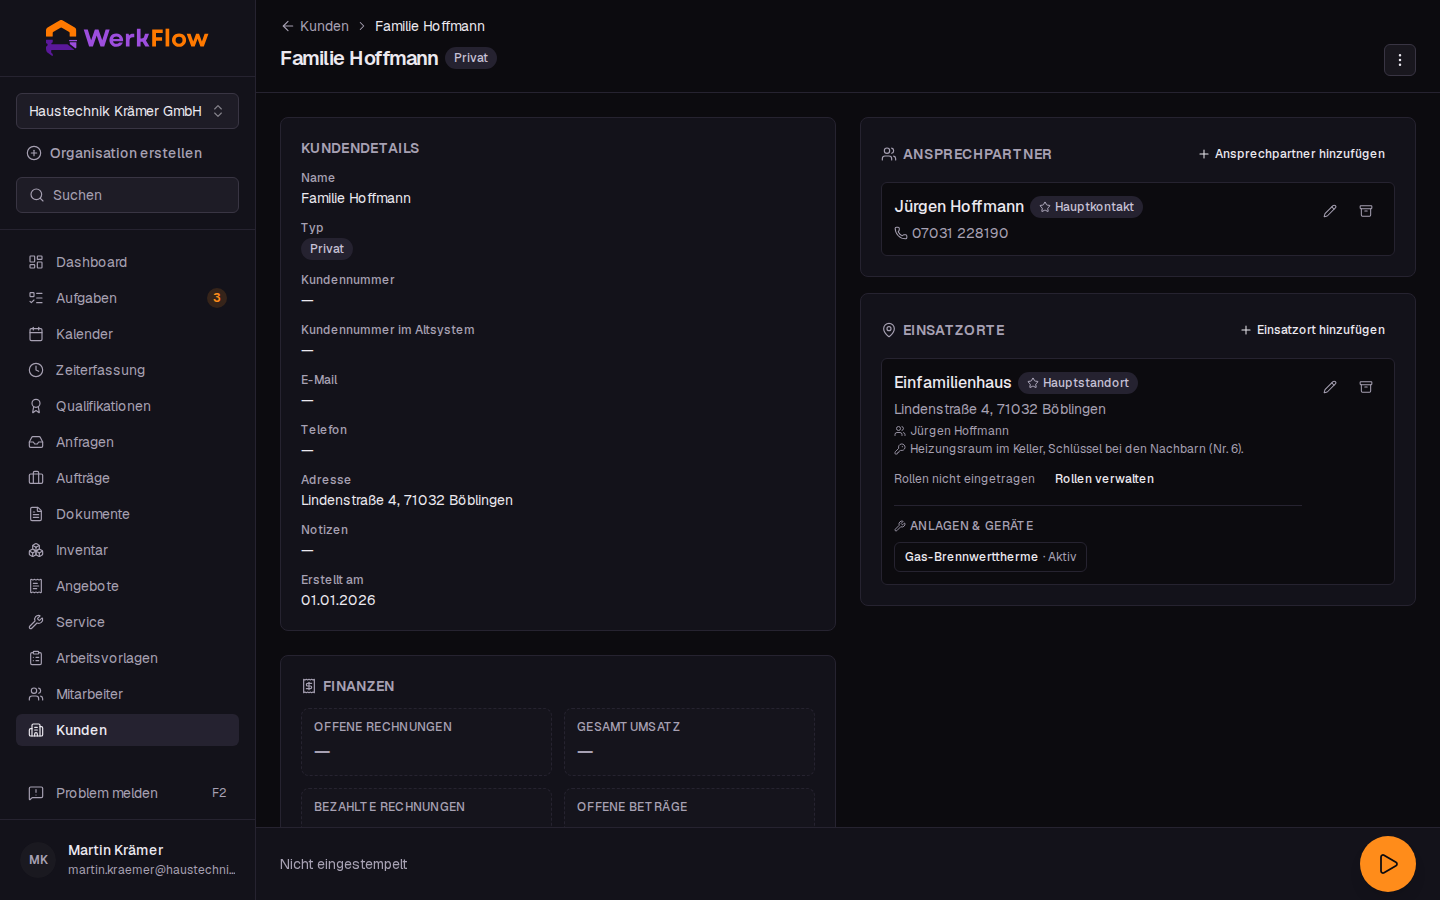 WerkFlow
Haustechnik Krämer GmbH
Organisation erstellen
Suchen
Dashboard
Aufgaben 3
Kalender
Zeiterfassung
Qualifikationen
Anfragen
Aufträge
Dokumente
Inventar
Angebote
Service
Arbeitsvorlagen
Mitarbeiter
Kunden
Problem melden F2
MK
Martin Krämer
martin.kraemer@haustechni...
Kunden > Familie Hoffmann
Familie Hoffmann Privat
KUNDENDETAILS
Name
Familie Hoffmann
Typ
Privat
Kundennummer
—
Kundennummer im Altsystem
—
E-Mail
—
Telefon
—
Adresse
Lindenstraße 4, 71032 Böblingen
Notizen
—
Erstellt am
01.01.2026
FINANZEN
OFFENE RECHNUNGEN
—
GESAMTUMSATZ
—
BEZAHLTE RECHNUNGEN
OFFENE BETRÄGE
ANSPRECHPARTNER
Ansprechpartner hinzufügen
Jürgen Hoffmann Hauptkontakt
07031 228190
EINSATZORTE
Einsatzort hinzufügen
Einfamilienhaus Hauptstandort
Lindenstraße 4, 71032 Böblingen
Jürgen Hoffmann
Heizungsraum im Keller, Schlüssel bei den Nachbarn (Nr. 6).
Rollen nicht eingetragen Rollen verwalten
ANLAGEN & GERÄTE
Gas-Brennwerttherme · Aktiv
Nicht eingestempelt